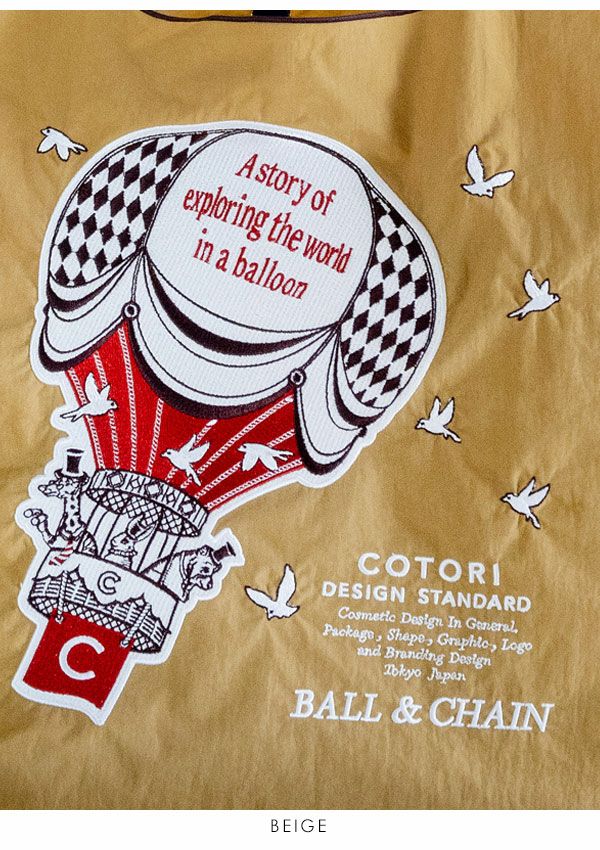 A story of
exploring the world
in a balloon
C
C
COTORI
DESIGN STANDARD
Cosmetic Design In General,
Package, Shape, Graphic, Logo
and Branding Design
Tokyo Japan
BALL & CHAIN
BEIGE